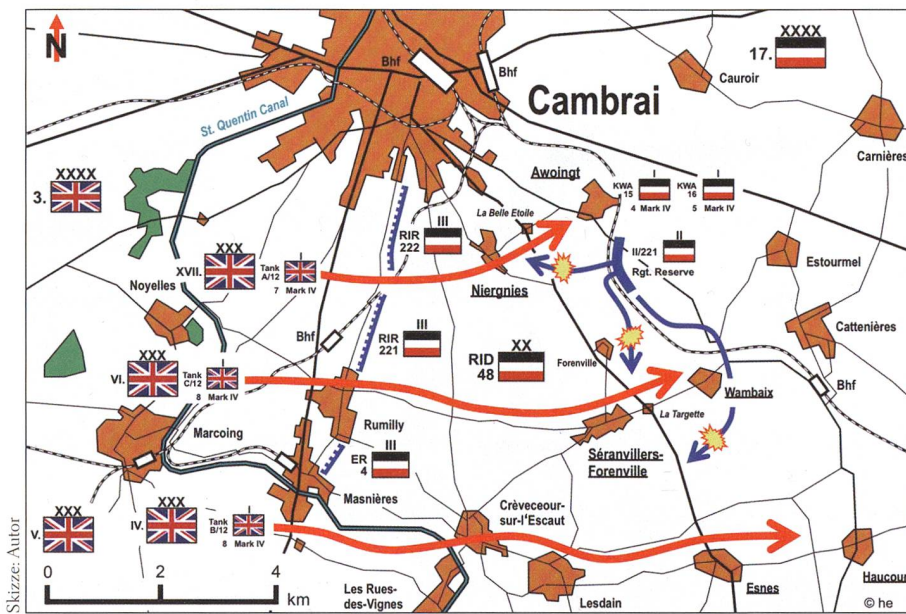 N
Bhf
Bhf
XXXX
17.
Cauroir
Cambrai
St. Quentin Canal
Carnières
XXXX
3.
Awoingt
I
KWA
15
4 Mark IV
I
KWA
16
5 Mark IV
La Belle Etoile
III
RIR
222
II
II/221
Rgt. Reserve
Estourmel
XXX
XVII.
Tank
A/12
I
7 Mark IV
Noyelles
Niergnies
Cattenières
Bhf
III
RIR
221
XX
RID
48
Forenville
XXX
VI.
Tank
C/12
I
8 Mark IV
Wambaix
Bhf
La Targette
Marcoing
Rumilly
Séranvillers-
Forenville
III
ER
4
Masnières
Crèvecoeur-
sur-l'Escaut
XXX
V.
XXX
IV.
Tank
B/12
I
8 Mark IV
0
2
4
km
Les Rues-
des-Vignes
Lesdain
Esnes
Haucourt
© he
Skizze: Autor